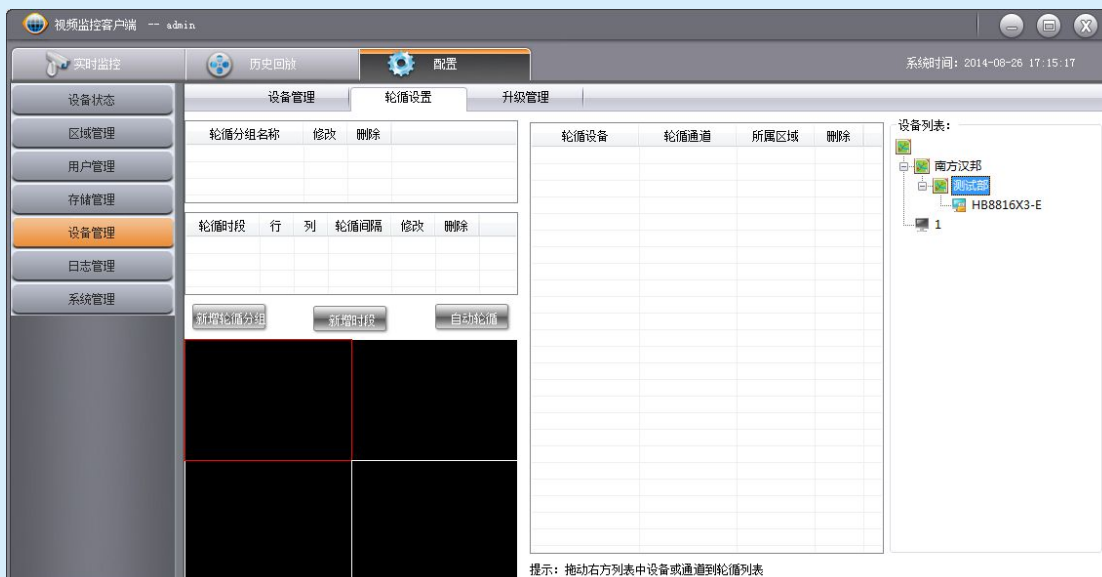 视频监控客户端 -- admin
实时监控 历史回放 配置 系统时间：2014-08-26 17:15:17
设备状态
区域管理
用户管理
存储管理
设备管理
日志管理
系统管理
设备管理 轮循设置 升级管理
轮循分组名称 修改 删除
轮循时段 行 列 轮循间隔 修改 删除
新增轮循分组 新增时段 自动轮循
轮循设备 轮循通道 所属区域 删除
设备列表：
南方汉邦
测试部
HB8816X3-E
1
提示：拖动右方列表中设备或通道到轮循列表